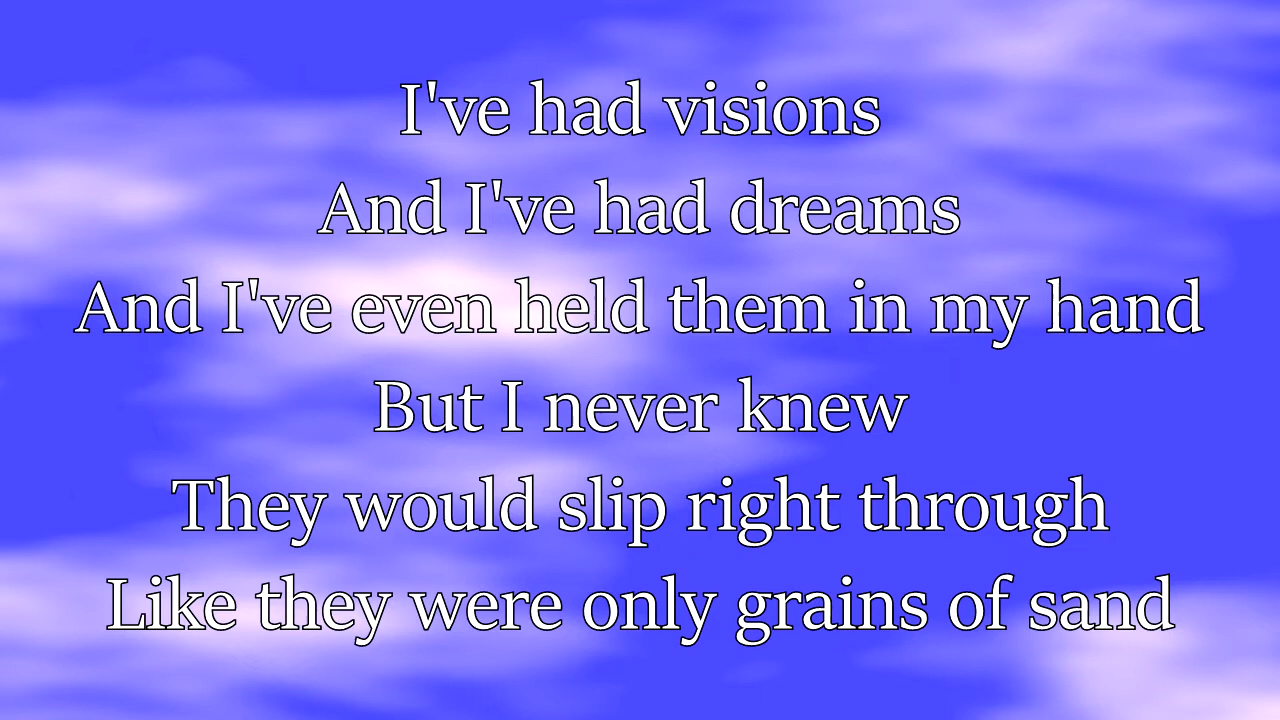 I've had visions
And I've had dreams
And I've even held them in my hand
But I never knew
They would slip right through
Like they were only grains of sand